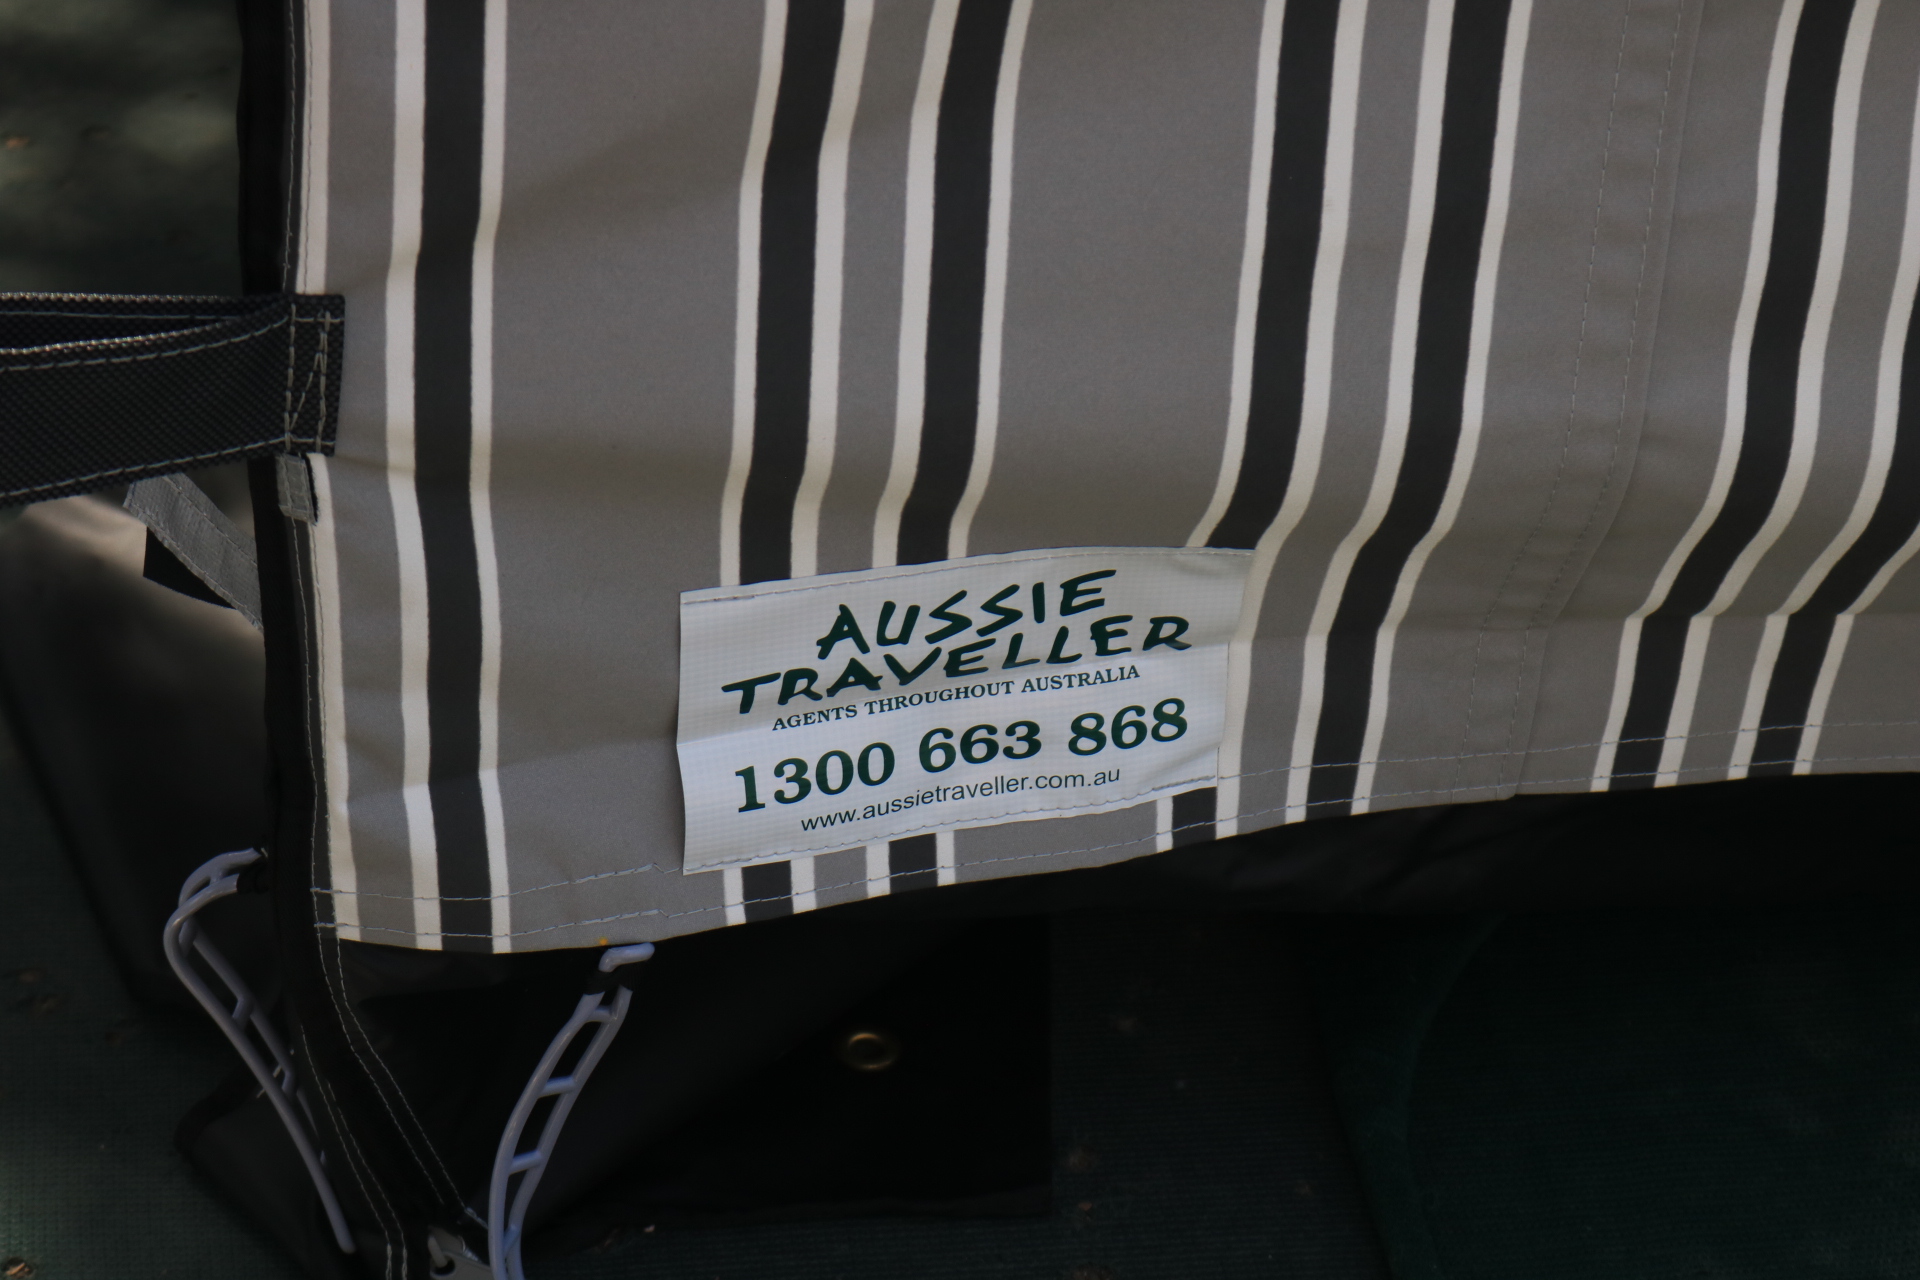 AUSSIE
TRAVELLER
AGENTS THROUGHOUT AUSTRALIA
1300 663 868
www.aussietraveller.com.au